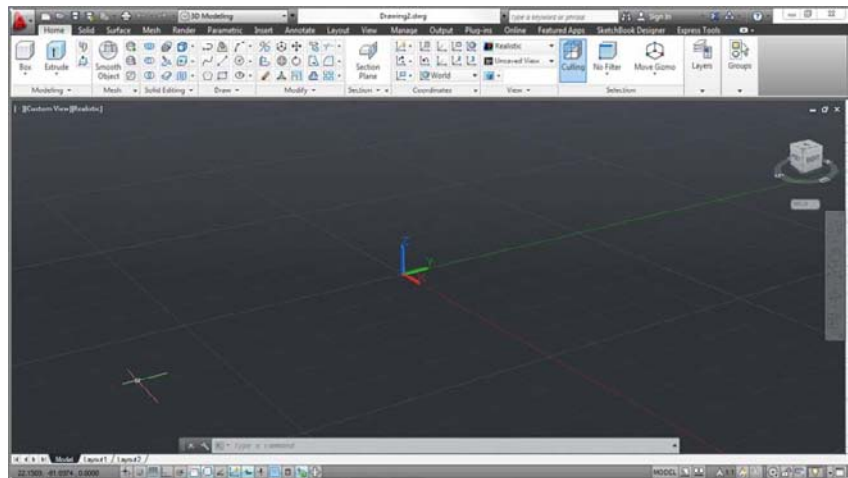 3D Modeling Drawing2.dwg Type a keyword or phrase Sign In
Home Solid Surface Mesh Render Parametric Insert Annotate Layout View Manage Output Plug-ins Online Featured Apps SketchBook Designer Express Tools
Realistic
Box Extrude Smooth Object Section Plane Unsaved View Culling No Filter Move Gizmo Layers Groups
World
Modeling Mesh Solid Editing Draw Modify Section Coordinates View Selection
[-][Custom View][Realistic]
Z
Y
Type a command
Model Layout1 Layout2
MODEL